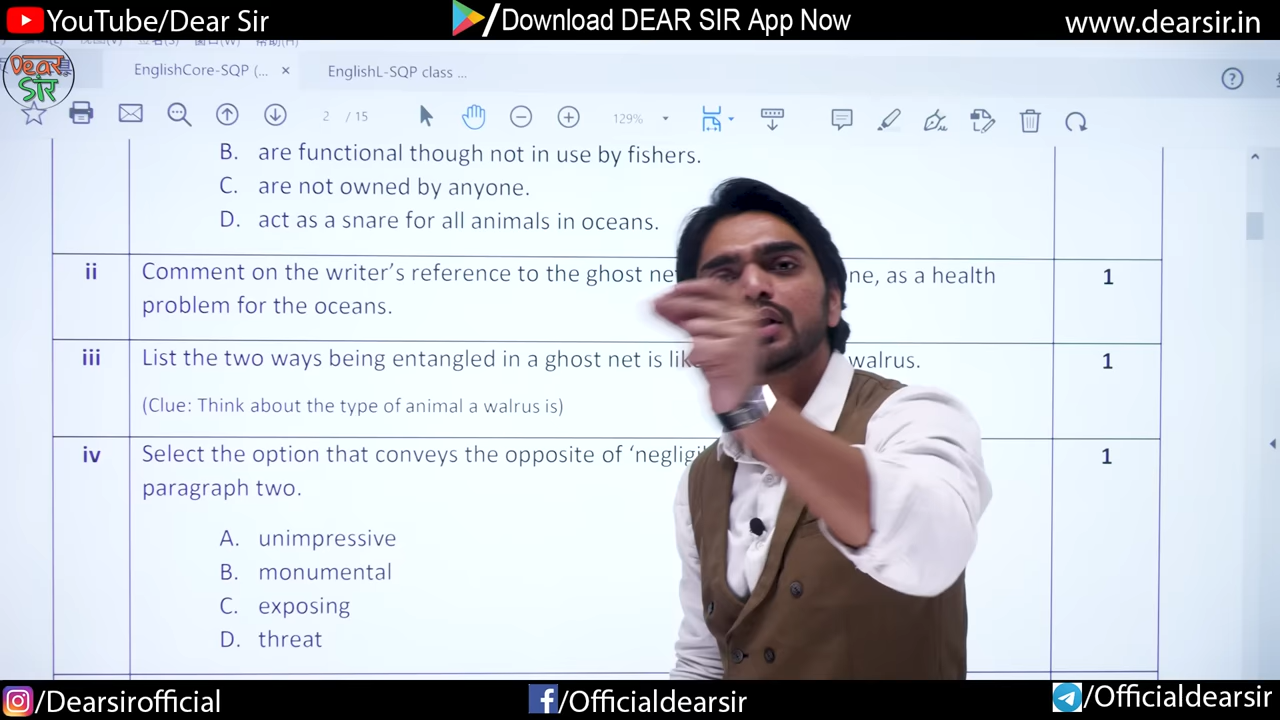 YouTube/Dear Sir
/Download DEAR SIR App Now
www.dearsir.in
Dear सर
EnglishCore-SQP (... ×
EnglishL-SQP class ...
2 / 15
129%
B. are functional though not in use by fishers.
C. are not owned by anyone.
D. act as a snare for all animals in oceans.
ii Comment on the writer's reference to the ghost ne, as a health 1
problem for the oceans.
iii List the two ways being entangled in a ghost net is walrus. 1
(Clue: Think about the type of animal a walrus is)
iv Select the option that conveys the opposite of 'neglig 1
paragraph two.
A. unimpressive
B. monumental
C. exposing
D. threat
/Dearsirofficial
/Officialdearsir
/Officialdearsir